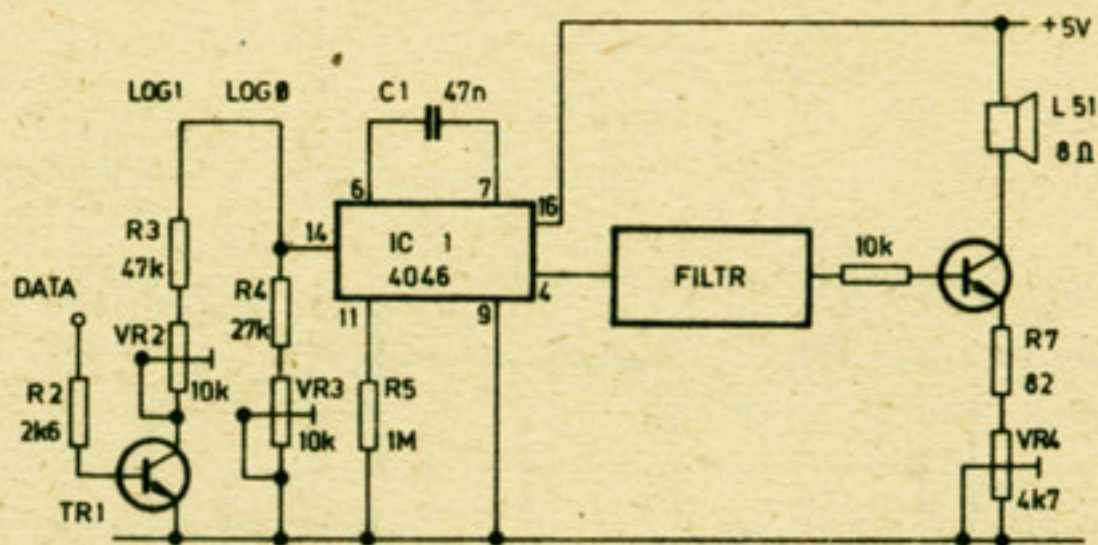 +5V
LOG1 LOG0
C1 47n
L51
8Ω
6 7 16
R3
47k
14
IC 1
4046
4
FILTR
10k
DATA
R4
27k
11 9
R7
82
VR2
10k
R2
2k6
VR3
10k
R5
1M
VR4
4k7
TR1